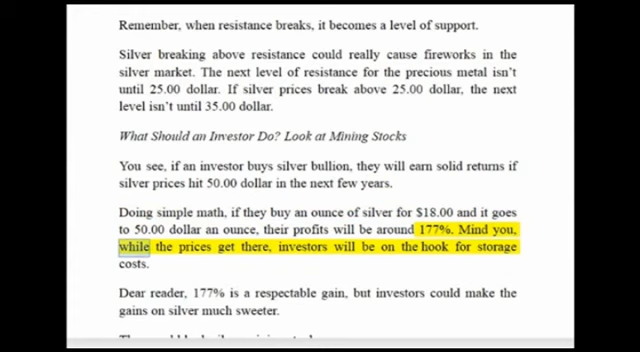 Remember, when resistance breaks, it becomes a level of support.
Silver breaking above resistance could really cause fireworks in the
silver market. The next level of resistance for the precious metal isn't
until 25.00 dollar. If silver prices break above 25.00 dollar, the next
level isn't until 35.00 dollar.
What Should an Investor Do? Look at Mining Stocks
You see, if an investor buys silver bullion, they will earn solid returns if
silver prices hit 50.00 dollar in the next few years.
Doing simple math, if they buy an ounce of silver for $18.00 and it goes
to 50.00 dollar an ounce, their profits will be around 177%. Mind you,
while the prices get there, investors will be on the hook for storage
costs.
Dear reader, 177% is a respectable gain, but investors could make the
gains on silver much sweeter.